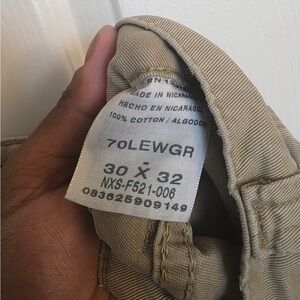 MADE IN NICARAGUA
HECHO EN NICARAGUA
100% COTTON / ALGODON
70LEWGR
30 X 32
NXS-F521-006
083625909149